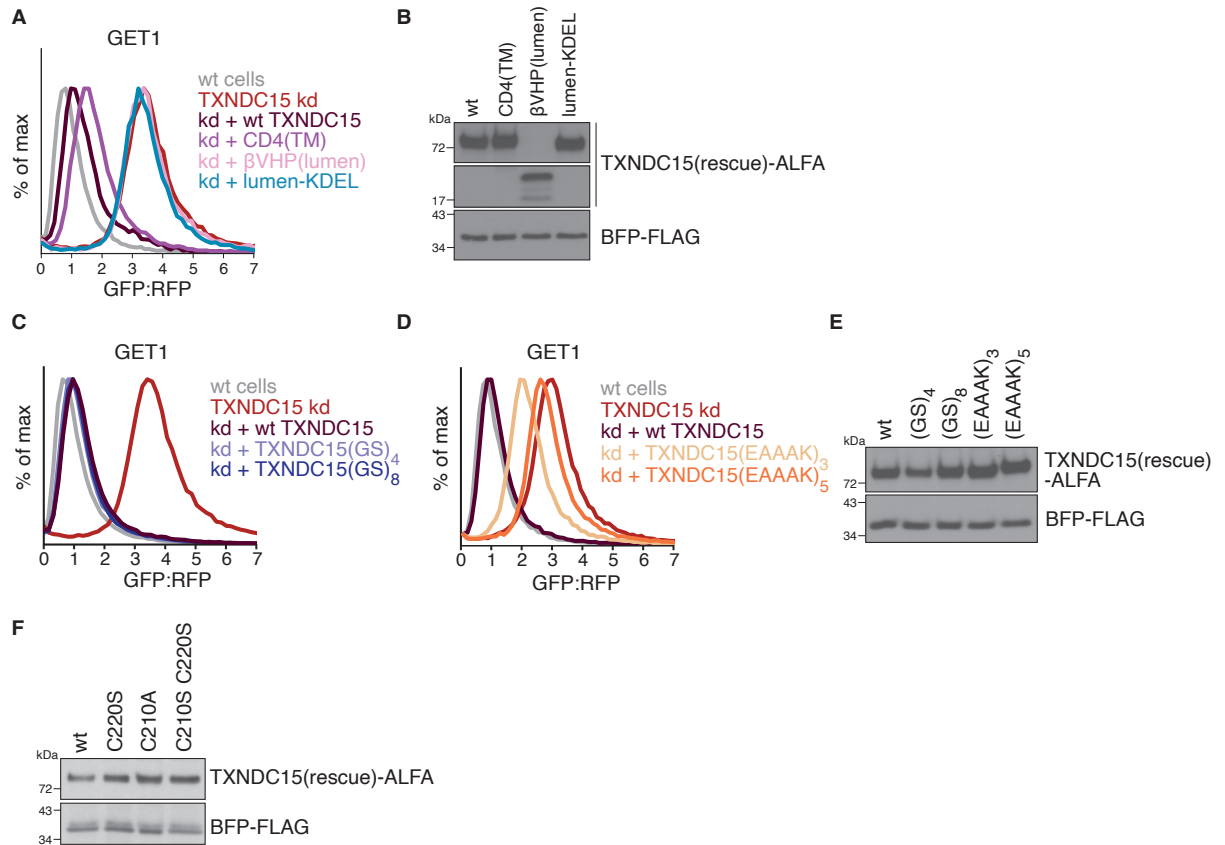 A
GET1
% of max
wt cells
TXNDC15 kd
kd + wt TXNDC15
kd + CD4(TM)
kd + βVHP(lumen)
kd + lumen-KDEL
0 1 2 3 4 5 6 7
GFP:RFP
B
wt
CD4(TM)
βVHP(lumen)
lumen-KDEL
kDa
72
17
43
34
TXNDC15(rescue)-ALFA
BFP-FLAG
C
GET1
% of max
wt cells
TXNDC15 kd
kd + wt TXNDC15
kd + TXNDC15(GS)4
kd + TXNDC15(GS)8
0 1 2 3 4 5 6 7
GFP:RFP
D
GET1
% of max
wt cells
TXNDC15 kd
kd + wt TXNDC15
kd + TXNDC15(EAAAK)3
kd + TXNDC15(EAAAK)5
0 1 2 3 4 5 6 7
GFP:RFP
E
wt
(GS)4
(GS)8
(EAAAK)3
(EAAAK)5
kDa
72
43
34
TXNDC15(rescue)
-ALFA
BFP-FLAG
F
wt
C220S
C210A
C210S C220S
kDa
72
43
34
TXNDC15(rescue)-ALFA
BFP-FLAG